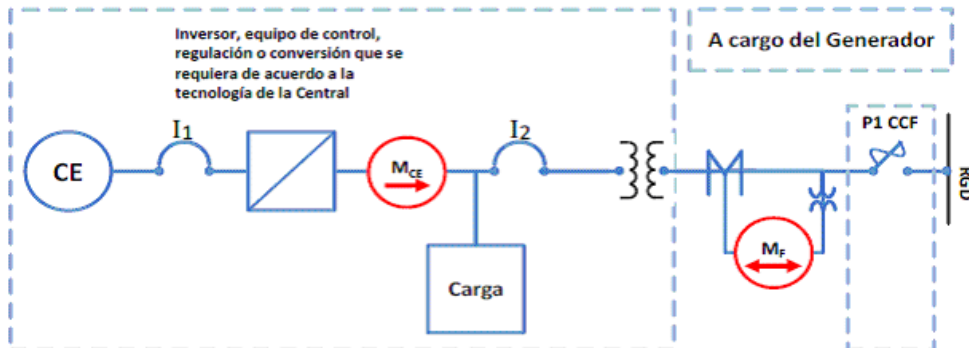 Inversor, equipo de control,
regulación o conversión que se
requiera de acuerdo a la
tecnología de la Central
A cargo del Generador
P1 CCF
I1
I2
CE
MCE
RGD
MF
Carga